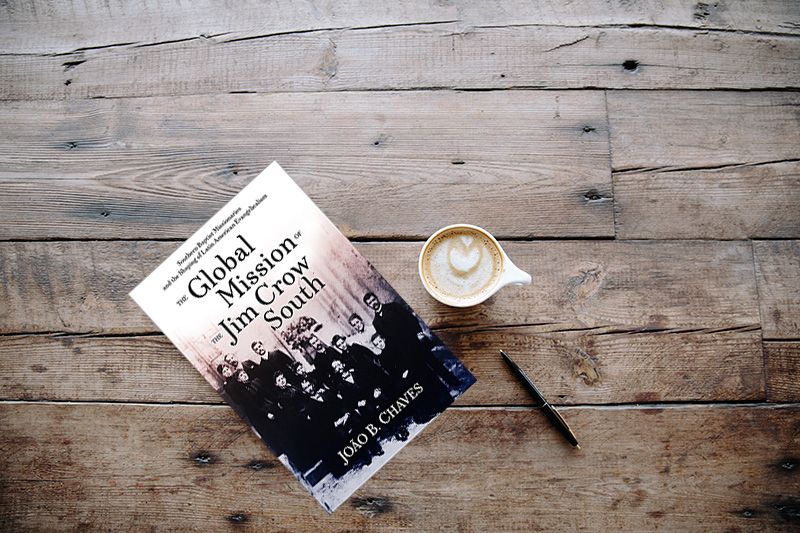 Southern Baptist Missionaries
and the Shaping of Latin American Evangelicalism
THE Global
Mission OF
THE Jim Crow
South
JOÃO B. CHAVES